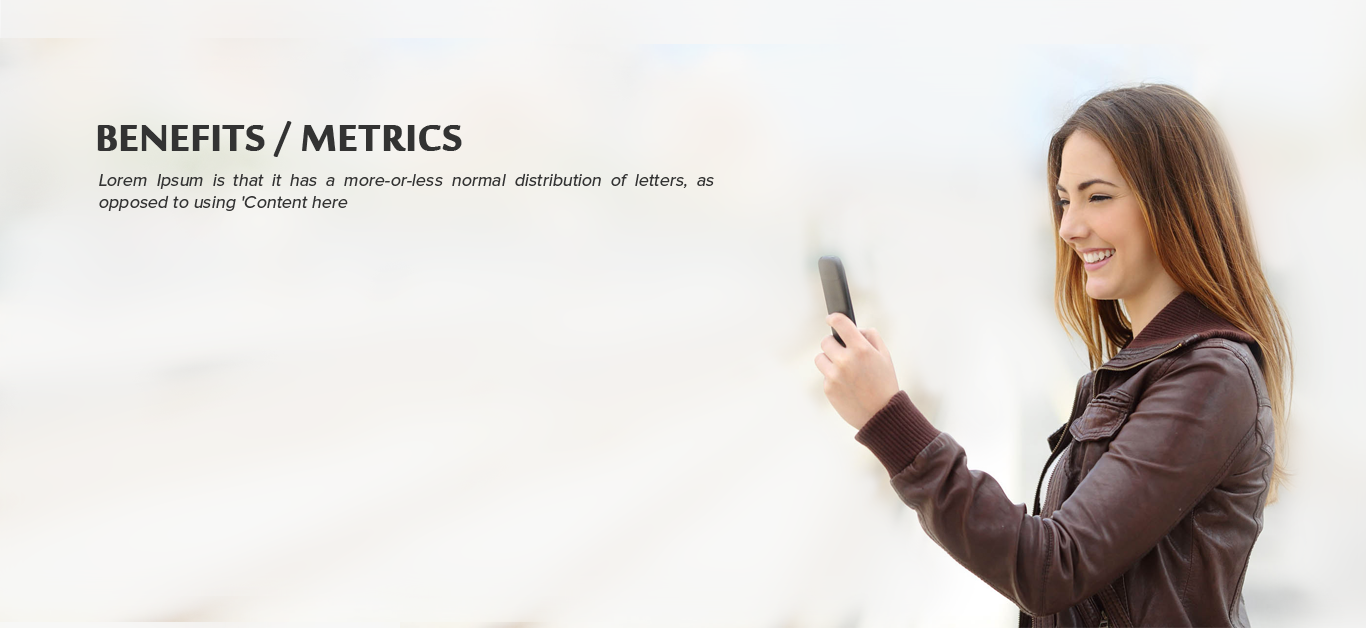 BENEFITS / METRICS
Lorem Ipsum is that it has a more-or-less normal distribution of letters, as
opposed to using 'Content here